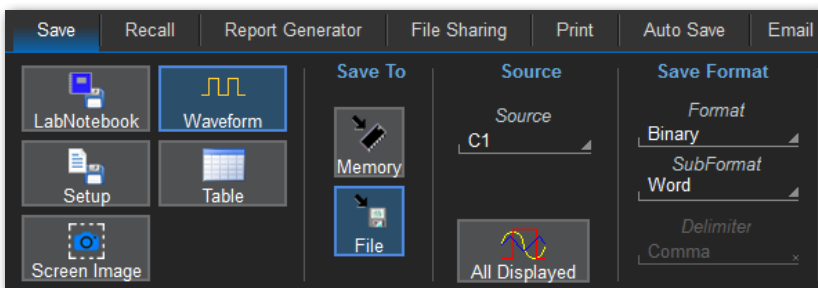 Save
Recall
Report Generator
File Sharing
Print
Auto Save
Email
LabNotebook
Waveform
Setup
Table
Screen Image
Save To
Memory
File
Source
Source
C1
All Displayed
Save Format
Format
Binary
SubFormat
Word
Delimiter
Comma